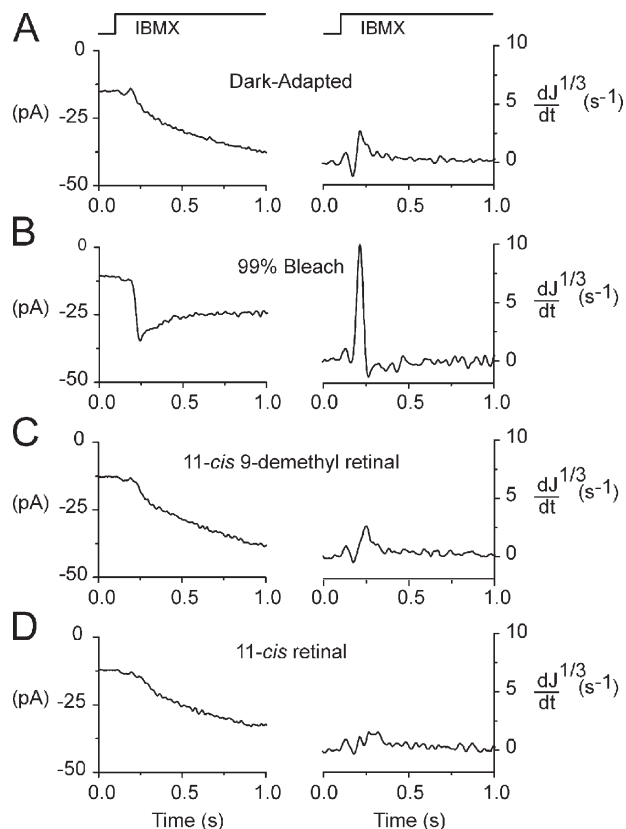 A
IBMX
IBMX
Dark-Adapted
(pA)
0
-25
-50
0.0 0.5 1.0
0.0 0.5 1.0
10
5
0
dJ^1/3/dt (s-1)
B
99% Bleach
(pA)
0
-25
-50
0.0 0.5 1.0
0.0 0.5 1.0
10
5
0
dJ^1/3/dt (s-1)
C
11-cis 9-demethyl retinal
(pA)
0
-25
-50
0.0 0.5 1.0
0.0 0.5 1.0
10
5
0
dJ^1/3/dt (s-1)
D
11-cis retinal
(pA)
0
-25
-50
0.0 0.5 1.0
0.0 0.5 1.0
10
5
0
dJ^1/3/dt (s-1)
Time (s)
Time (s)